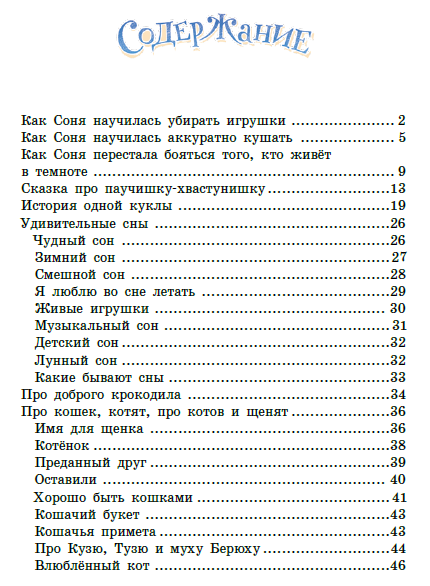 Содержание
Как Соня научилась убирать игрушки ..................... 2
Как Соня научилась аккуратно кушать ..................... 5
Как Соня перестала бояться того, кто живёт
в темноте ..................... 9
Сказка про паучишку-хвастунишку..................... 13
История одной куклы ..................... 19
Удивительные сны ..................... 26
Чудный сон ..................... 26
Зимний сон ..................... 27
Смешной сон ..................... 28
Я люблю во сне летать ..................... 29
Живые игрушки ..................... 30
Музыкальный сон ..................... 31
Детский сон..................... 32
Лунный сон ..................... 32
Какие бывают сны ..................... 33
Про доброго крокодила ..................... 34
Про кошек, котят, про котов и щенят..................... 36
Имя для щенка ..................... 36
Котёнок ..................... 38
Преданный друг..................... 39
Оставили ..................... 40
Хорошо быть кошками ..................... 41
Кошачий букет ..................... 43
Кошачья примета ..................... 43
Про Кузю, Тузю и муху Берюху ..................... 44
Влюблённый кот ..................... 46